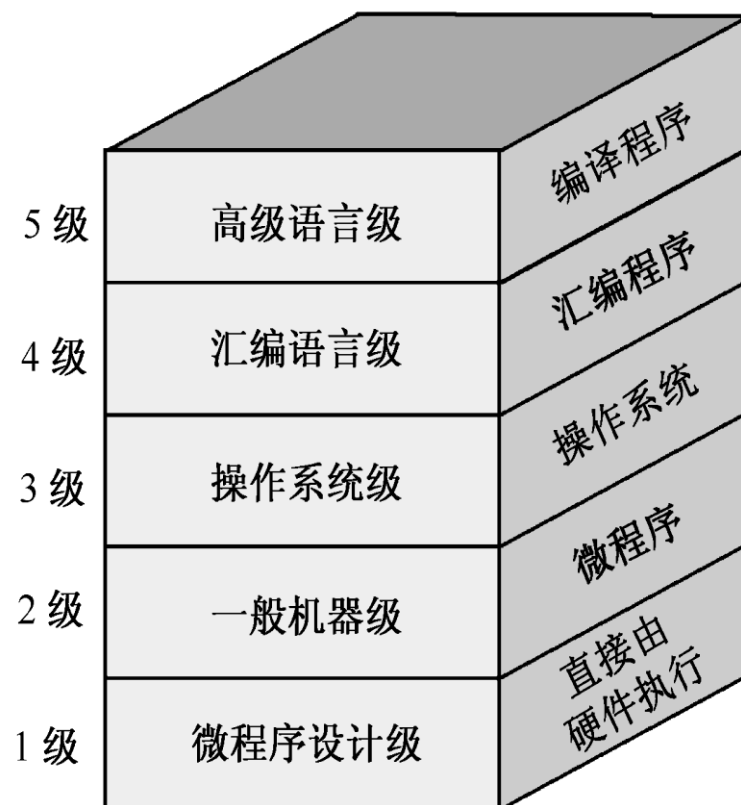 编译程序
5 级
高级语言级
汇编程序
4 级
汇编语言级
操作系统
3 级
操作系统级
微程序
2 级
一般机器级
直接由
硬件执行
1 级
微程序设计级